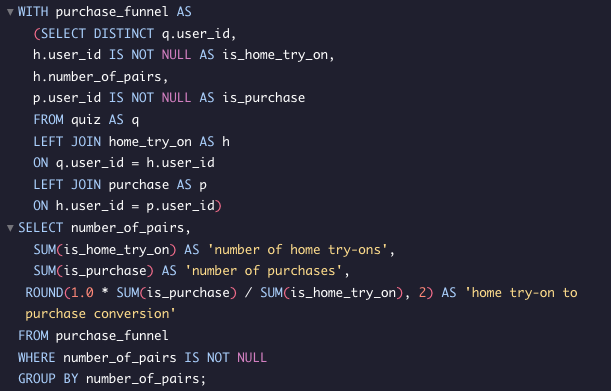 WITH purchase_funnel AS
(SELECT DISTINCT q.user_id,
h.user_id IS NOT NULL AS is_home_try_on,
h.number_of_pairs,
p.user_id IS NOT NULL AS is_purchase
FROM quiz AS q
LEFT JOIN home_try_on AS h
ON q.user_id = h.user_id
LEFT JOIN purchase AS p
ON h.user_id = p.user_id)
SELECT number_of_pairs,
SUM(is_home_try_on) AS 'number of home try-ons',
SUM(is_purchase) AS 'number of purchases',
ROUND(1.0 * SUM(is_purchase) / SUM(is_home_try_on), 2) AS 'home try-on to
purchase conversion'
FROM purchase_funnel
WHERE number_of_pairs IS NOT NULL
GROUP BY number_of_pairs;